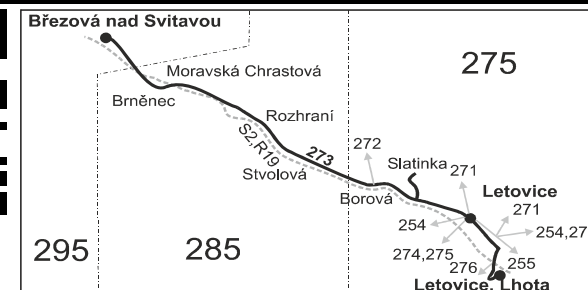 Březová nad Svitavou
275
Moravská Chrastová
Brněnec
Rozhraní
S2,R19
273
272
Stvolová
Slatinka
271
Borová
Letovice
254
271
254,27
274,275
255
276
Letovice, Lhota
295
285